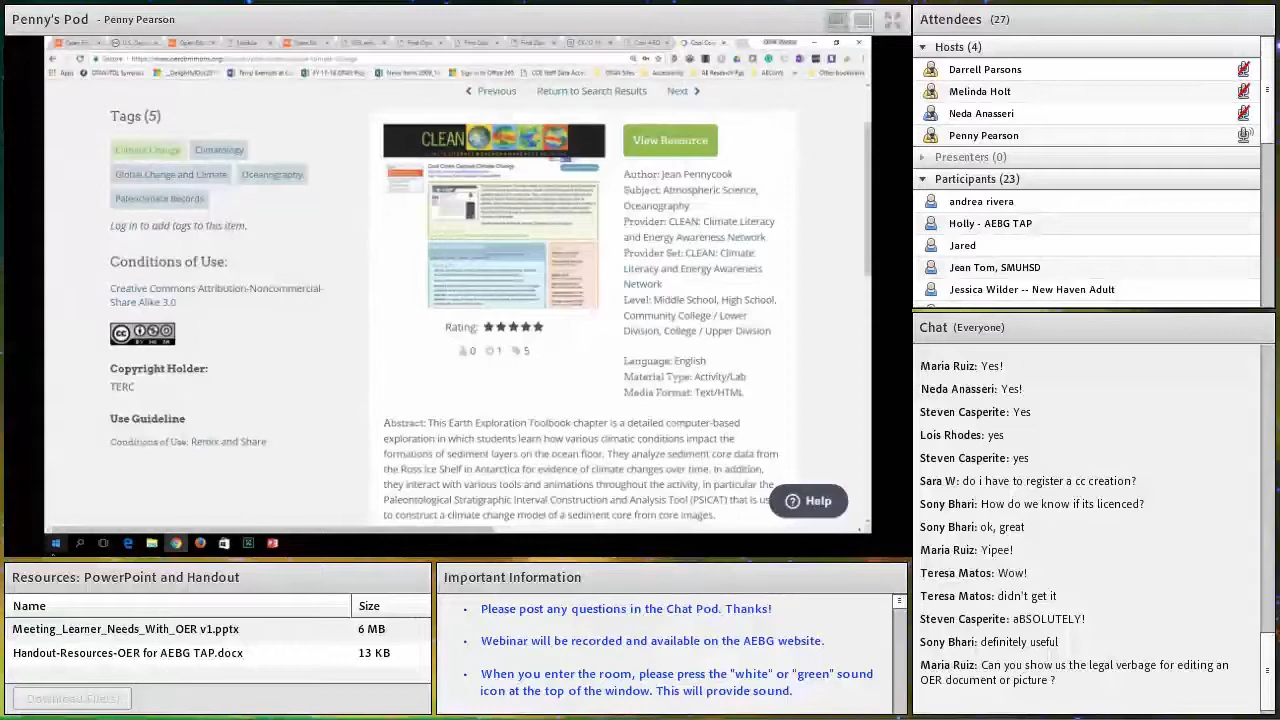 Penny's Pod - Penny Pearson
Previous Return to Search Results Next
Tags (5)
Climate Change Climatology
Global Change and Climate Oceanography
Paleoclimate Records
Log in to add tags to this item.
Conditions of Use:
Creative Commons Attribution-Noncommercial-
Share Alike 3.0
Copyright Holder:
TERC
Use Guideline
Conditions of Use: Remix and Share
CLEAN
Rating:
0 1 5
View Resource
Author: Jean Pennycook
Subject: Atmospheric Science,
Oceanography
Provider: CLEAN: Climate Literacy
and Energy Awareness Network
Provider Set: CLEAN: Climate
Literacy and Energy Awareness
Network
Level: Middle School, High School,
Community College / Lower
Division, College / Upper Division
Language: English
Material Type: Activity/Lab
Media Format: Text/HTML
Abstract: This Earth Exploration Toolbook chapter is a detailed computer-based
exploration in which students learn how various climatic conditions impact the
formations of sediment layers on the ocean floor. They analyze sediment core data from
the Ross Ice Shelf in Antarctica for evidence of climate changes over time. In addition,
they interact with various tools and animations throughout the activity, in particular the
Paleontological Stratigraphic Interval Construction and Analysis Tool (PSICAT) that is
to construct a climate change model of a sediment core from core images.
Help
Resources: PowerPoint and Handout
Name Size
Meeting_Learner_Needs_With_OER v1.pptx 6 MB
Handout-Resources-OER for AEBG TAP.docx 13 KB
Download File(s)
Important Information
• Please post any questions in the Chat Pod. Thanks!
• Webinar will be recorded and available on the AEBG website.
• When you enter the room, please press the "white" or "green" sound
icon at the top of the window. This will provide sound.
Attendees (27)
Hosts (4)
Darrell Parsons
Melinda Holt
Neda Anasseri
Penny Pearson
Presenters (0)
Participants (23)
Holly - AEBG TAP
Jared
Joy Wilder -- New Haven Adult
Chat (Everyone)
Maria Ruiz: Yes!
Neda Anasseri: Yes!
Steven Casperite: Yes
Lois Rhodes: yes
Steven Casperite: yes
Sara W: do i have to register a cc creation?
Sony Bhari: How do we know if its licenced?
Sony Bhari: ok, great
Maria Ruiz: Yipee!
Teresa Matos: Wow!
Teresa Matos: didn't get it
Steven Casperite: aBSOLUTELY!
Sony Bhari: definitely useful
Maria Ruiz: Can you show us the legal verbage for editing an
OER document or picture ?